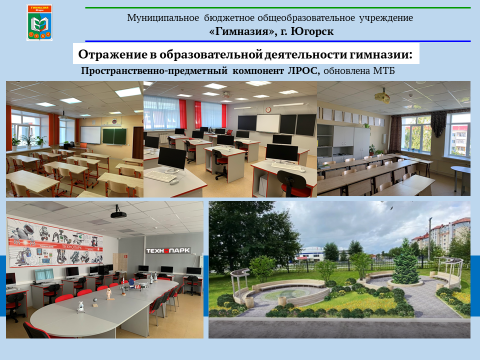 Муниципальное бюджетное общеобразовательное учреждение
«Гимназия», г. Югорск
Отражение в образовательной деятельности гимназии:
Пространственно-предметный компонент ЛРОС, обновлена МТБ
ТЕХНОПАРК